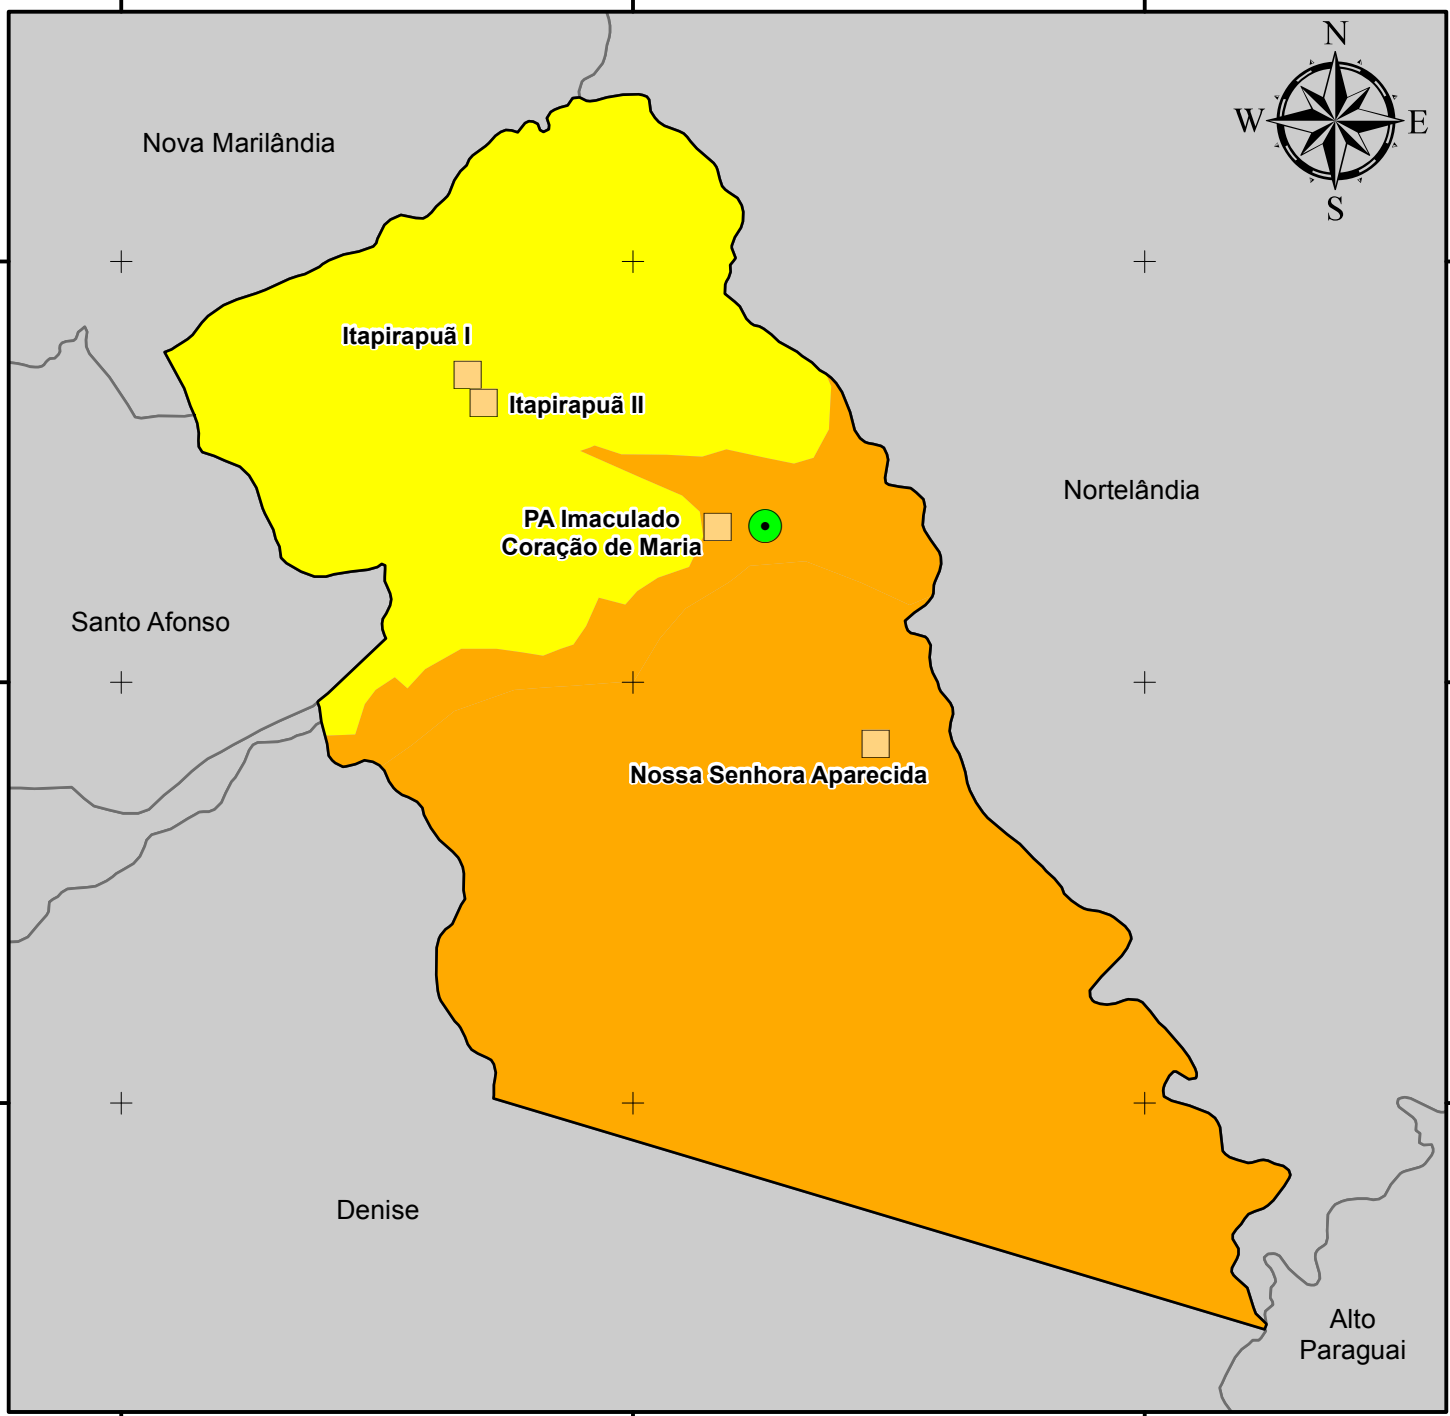 N
Nova Marilândia
W
E
S
Itapirapuã I
Itapirapuã II
Nortelândia
PA Imaculado
Coração de Maria
Santo Afonso
Nossa Senhora Aparecida
Denise
Alto
Paraguai